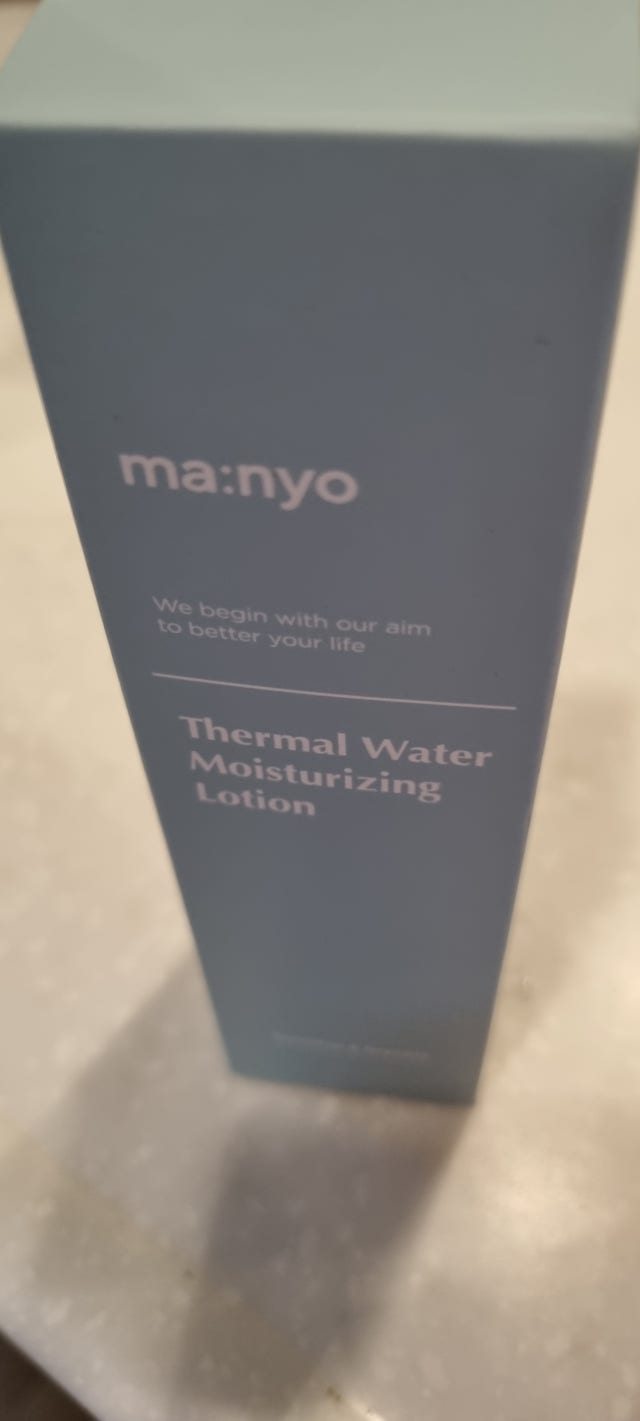 ma:nyo
We begin with our aim
to better your life
Thermal Water
Moisturizing
Lotion